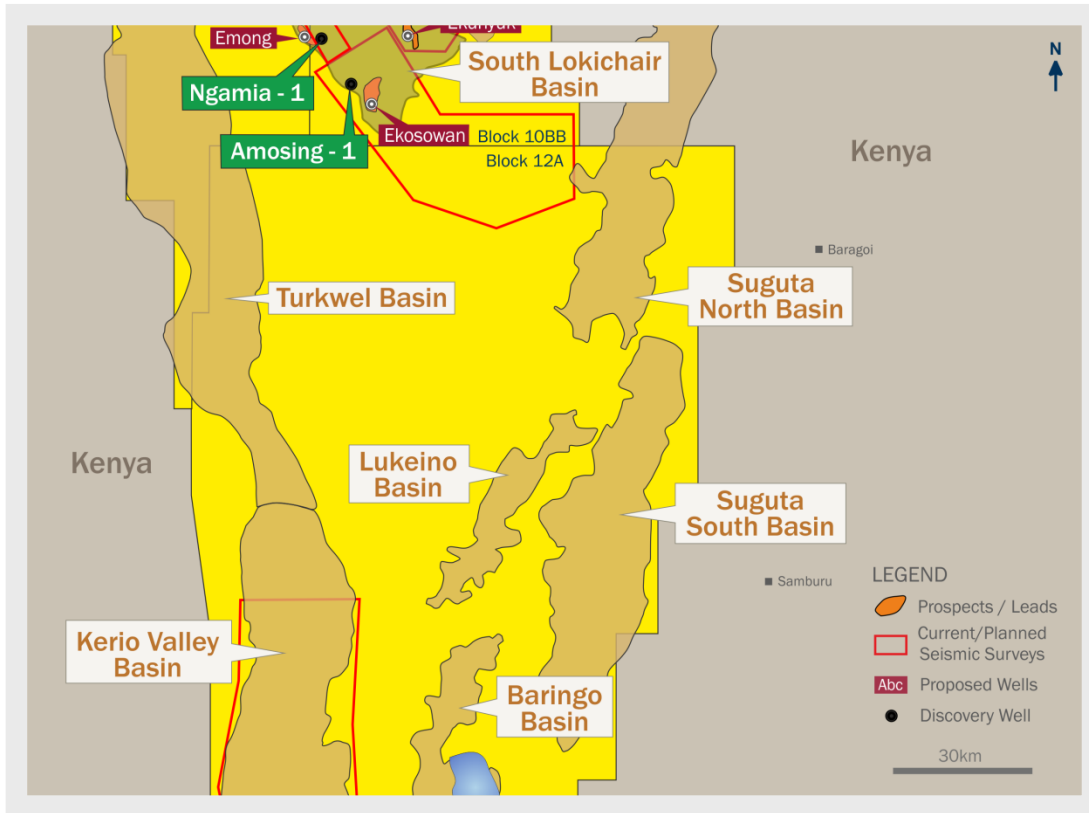 Emong
Ekunyuk
Ngamia - 1
South Lokichair
Basin
N
Ekosowan
Block 10BB
Amosing - 1
Block 12A
Kenya
Baragoi
Turkwel Basin
Suguta
North Basin
Kenya
Lukeino
Basin
Suguta
South Basin
Samburu
LEGEND
Prospects / Leads
Current/Planned
Seismic Surveys
Kerio Valley
Basin
Abc Proposed Wells
Baringo
Basin
Discovery Well
30km